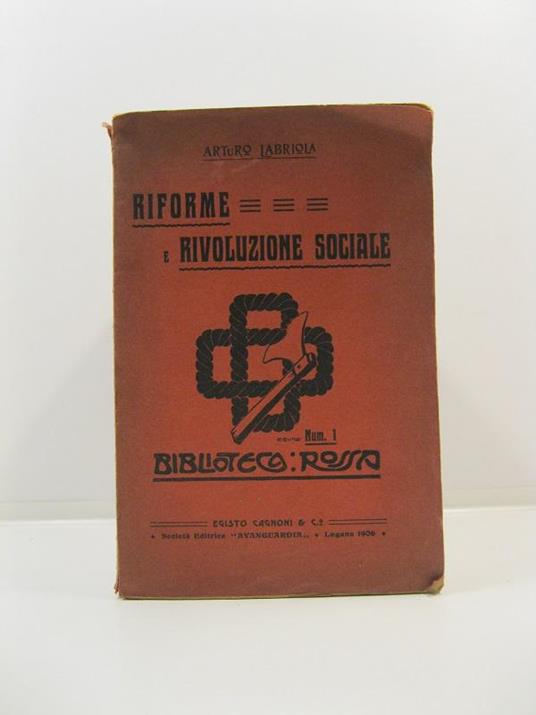 ARTURO LABRIOLA
RIFORME
E RIVOLUZIONE SOCIALE
Num. 1
BIBLIOTECA : ROSSA
EGISTO CAGNONI & C.º
Società Editrice "AVANGUARDIA„ Lugano 1906